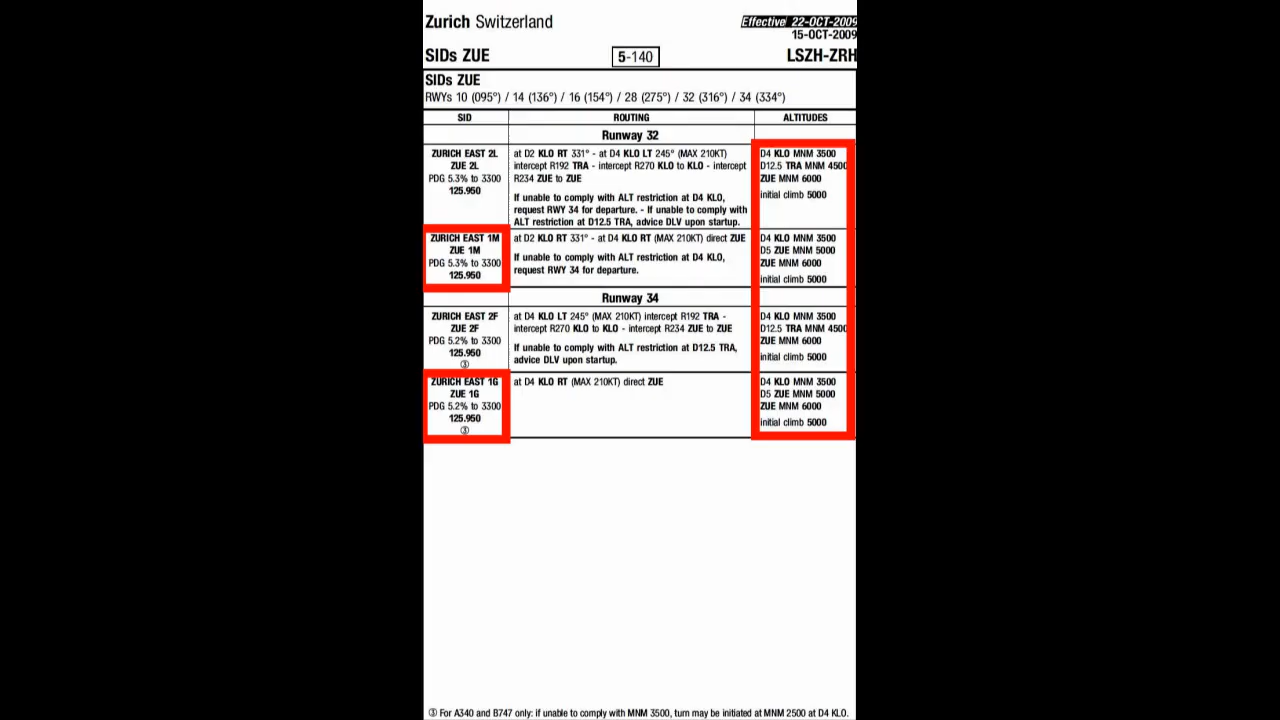 Zurich Switzerland
Effective 22-OCT-2009
15-OCT-2009
SIDs ZUE
5-140
LSZH-ZRH
SIDs ZUE
RWYs 10 (095°) / 14 (136°) / 16 (154°) / 28 (275°) / 32 (316°) / 34 (334°)
SID
ROUTING
ALTITUDES
Runway 32
ZURICH EAST 2L
ZUE 2L
PDG 5.3% to 3300
125.950
at D2 KLO RT 331° - at D4 KLO LT 245° (MAX 210KT)
intercept R192 TRA - intercept R270 KLO to KLO - intercept
R234 ZUE to ZUE
If unable to comply with ALT restriction at D4 KLO,
request RWY 34 for departure. - If unable to comply with
ALT restriction at D12.5 TRA, advice DLV upon startup.
D4 KLO MNM 3500
D12.5 TRA MNM 4500
ZUE MNM 6000
initial climb 5000
ZURICH EAST 1M
ZUE 1M
PDG 5.3% to 3300
125.950
at D2 KLO RT 331° - at D4 KLO RT (MAX 210KT) direct ZUE
If unable to comply with ALT restriction at D4 KLO,
request RWY 34 for departure.
D4 KLO MNM 3500
D5 ZUE MNM 5000
ZUE MNM 6000
initial climb 5000
Runway 34
ZURICH EAST 2F
ZUE 2F
PDG 5.2% to 3300
125.950
③
at D4 KLO LT 245° (MAX 210KT) intercept R192 TRA -
intercept R270 KLO to KLO - intercept R234 ZUE to ZUE
If unable to comply with ALT restriction at D12.5 TRA,
advice DLV upon startup.
D4 KLO MNM 3500
D12.5 TRA MNM 4500
ZUE MNM 6000
initial climb 5000
ZURICH EAST 1G
ZUE 1G
PDG 5.2% to 3300
125.950
③
at D4 KLO RT (MAX 210KT) direct ZUE
D4 KLO MNM 3500
D5 ZUE MNM 5000
ZUE MNM 6000
initial climb 5000
③ For A340 and B747 only: if unable to comply with MNM 3500, turn may be initiated at MNM 2500 at D4 KLO.